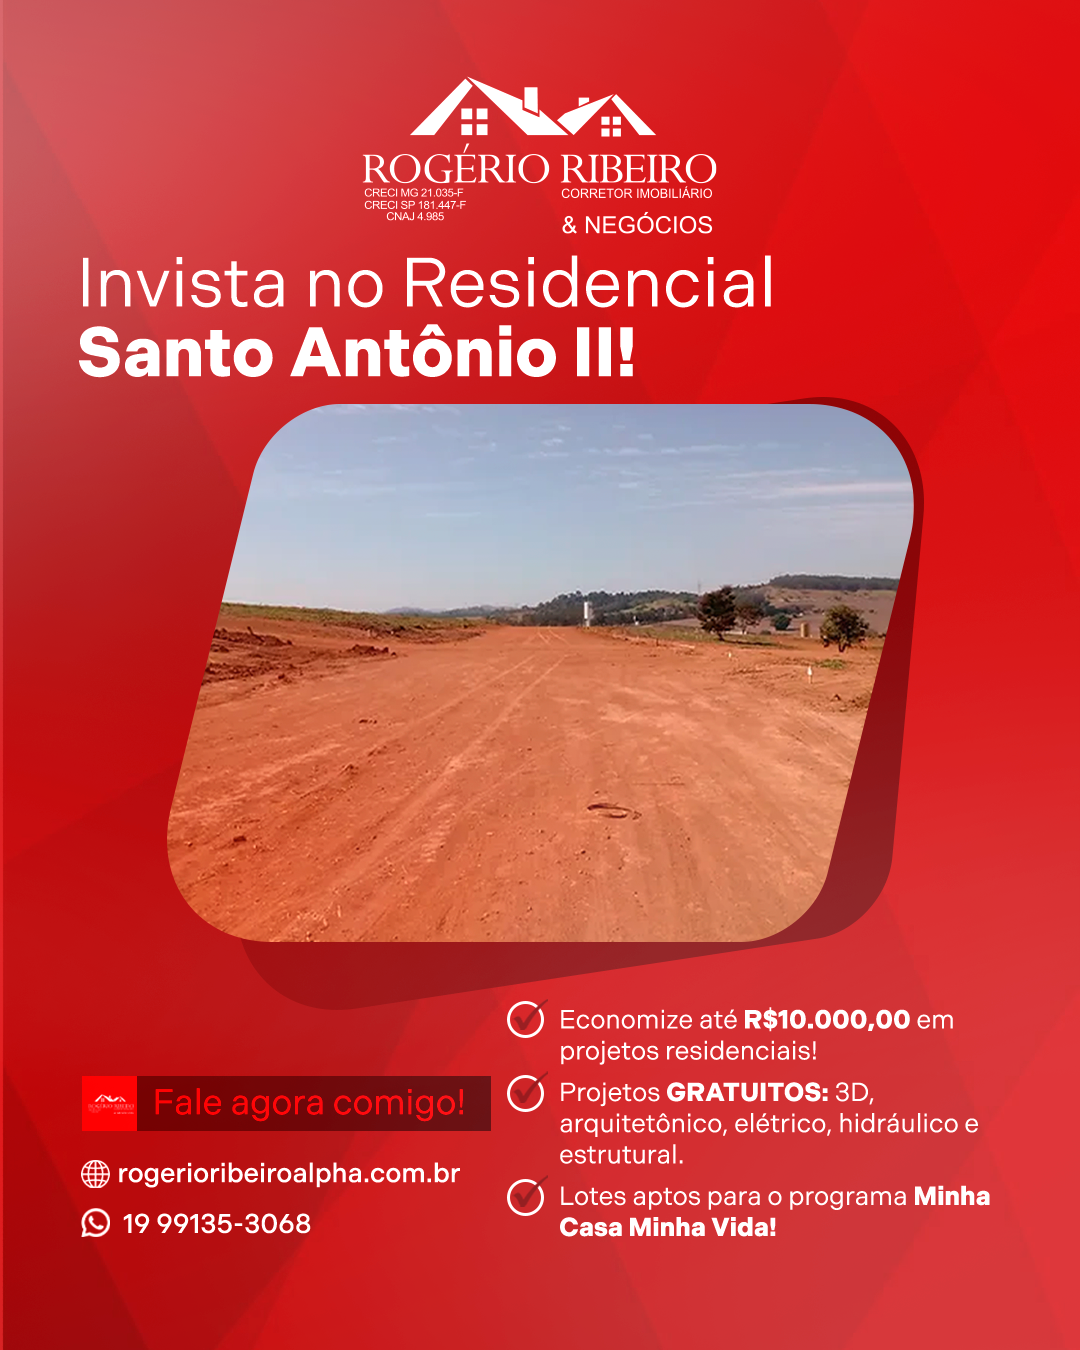 ROGÉRIO RIBEIRO
CRECI MG 21.035-F
CORRETOR IMOBILIÁRIO
CRECI SP 181.447-F
CNAJ 4.985
& NEGÓCIOS
Invista no Residencial
Santo Antônio II!
Economize até R$10.000,00 em
projetos residenciais!
Projetos GRATUITOS: 3D,
arquitetônico, elétrico, hidráulico e
estrutural.
Lotes aptos para o programa Minha
Casa Minha Vida!
ROGÉRIO RIBEIRO
Fale agora comigo!
rogerioribeiroalpha.com.br
19 99135-3068